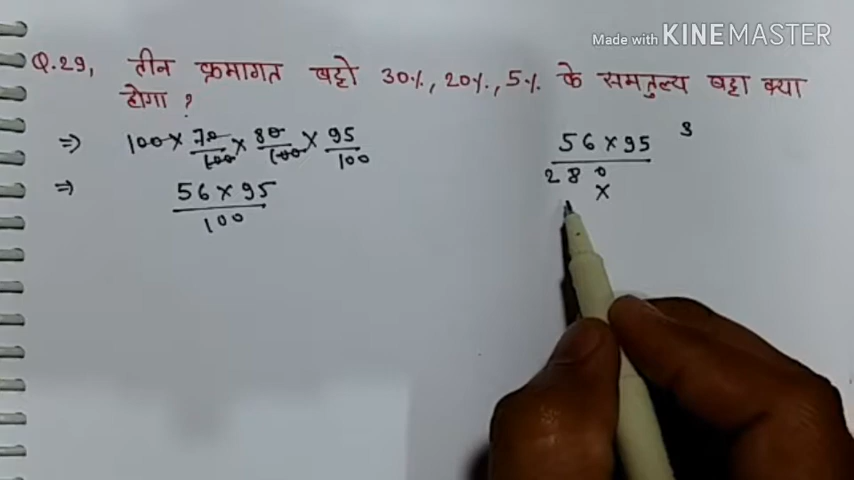 Made with KINEMASTER
Q.29, तीन क्रमागत बट्टो 30%, 20%, 5% के समतुल्य बट्टा क्या
होगा ?
⇒ 100 × 70/100 × 80/100 × 95/100
⇒ 56 × 95 / 100
56 × 95
280
×